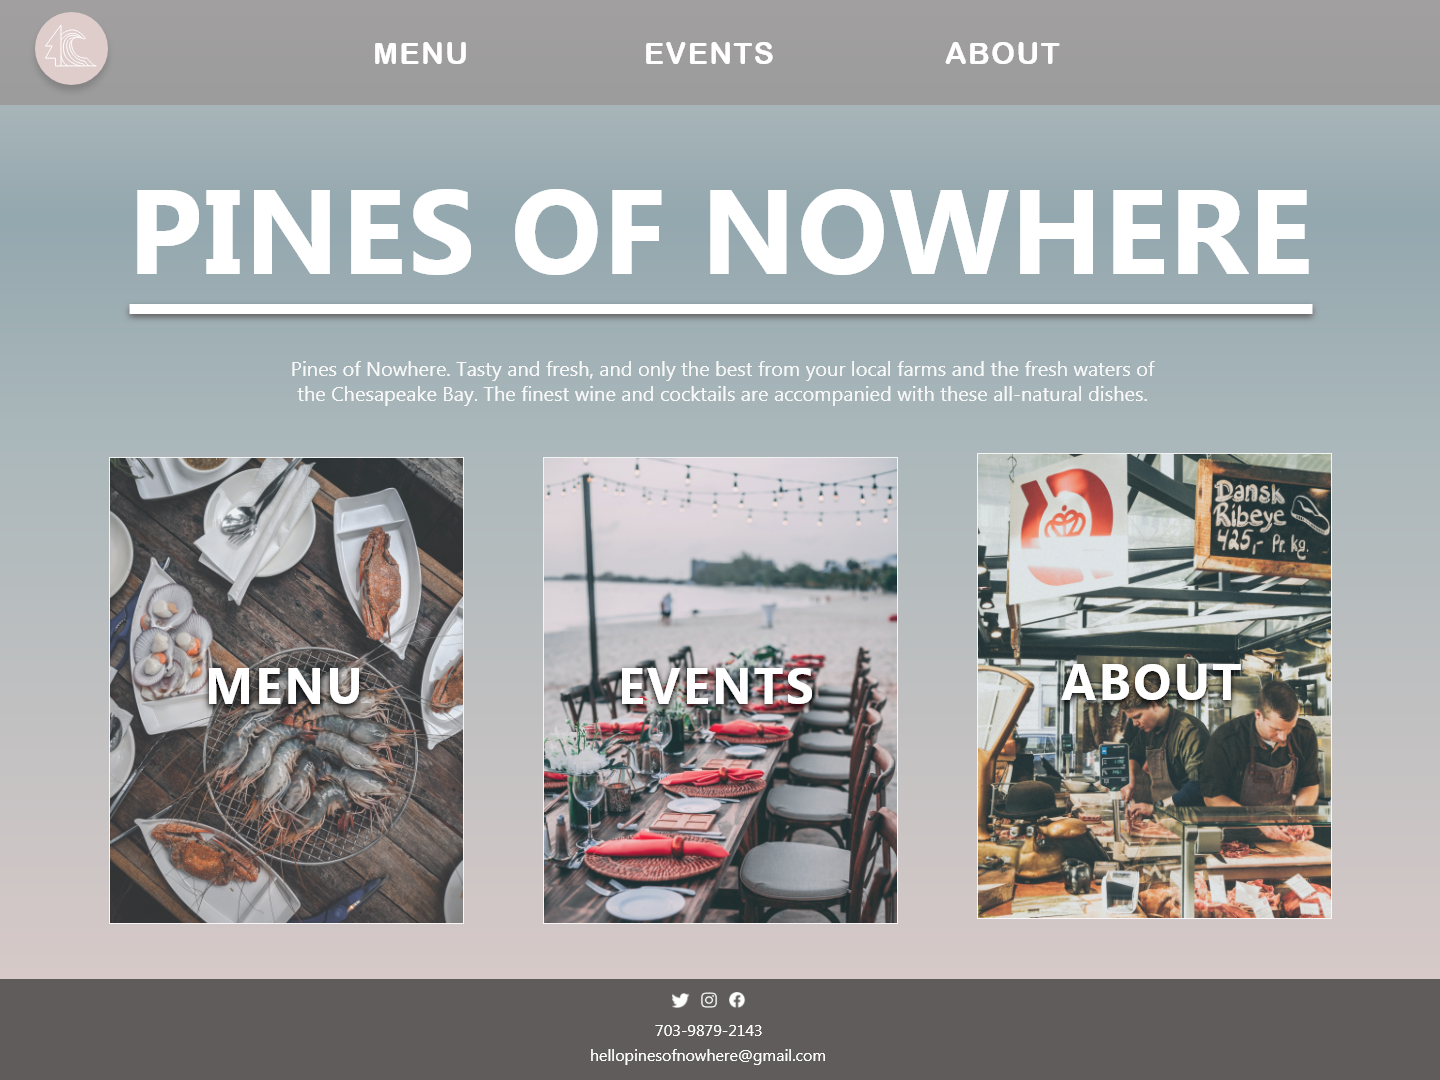 MENU EVENTS ABOUT
PINES OF NOWHERE
Pines of Nowhere. Tasty and fresh, and only the best from your local farms and the fresh waters of
the Chesapeake Bay. The finest wine and cocktails are accompanied with these all-natural dishes.
Dansk
Ribeye
425,- Pr. kg.
MENU EVENTS ABOUT
703-9879-2143
hellopinesofnowhere@gmail.com